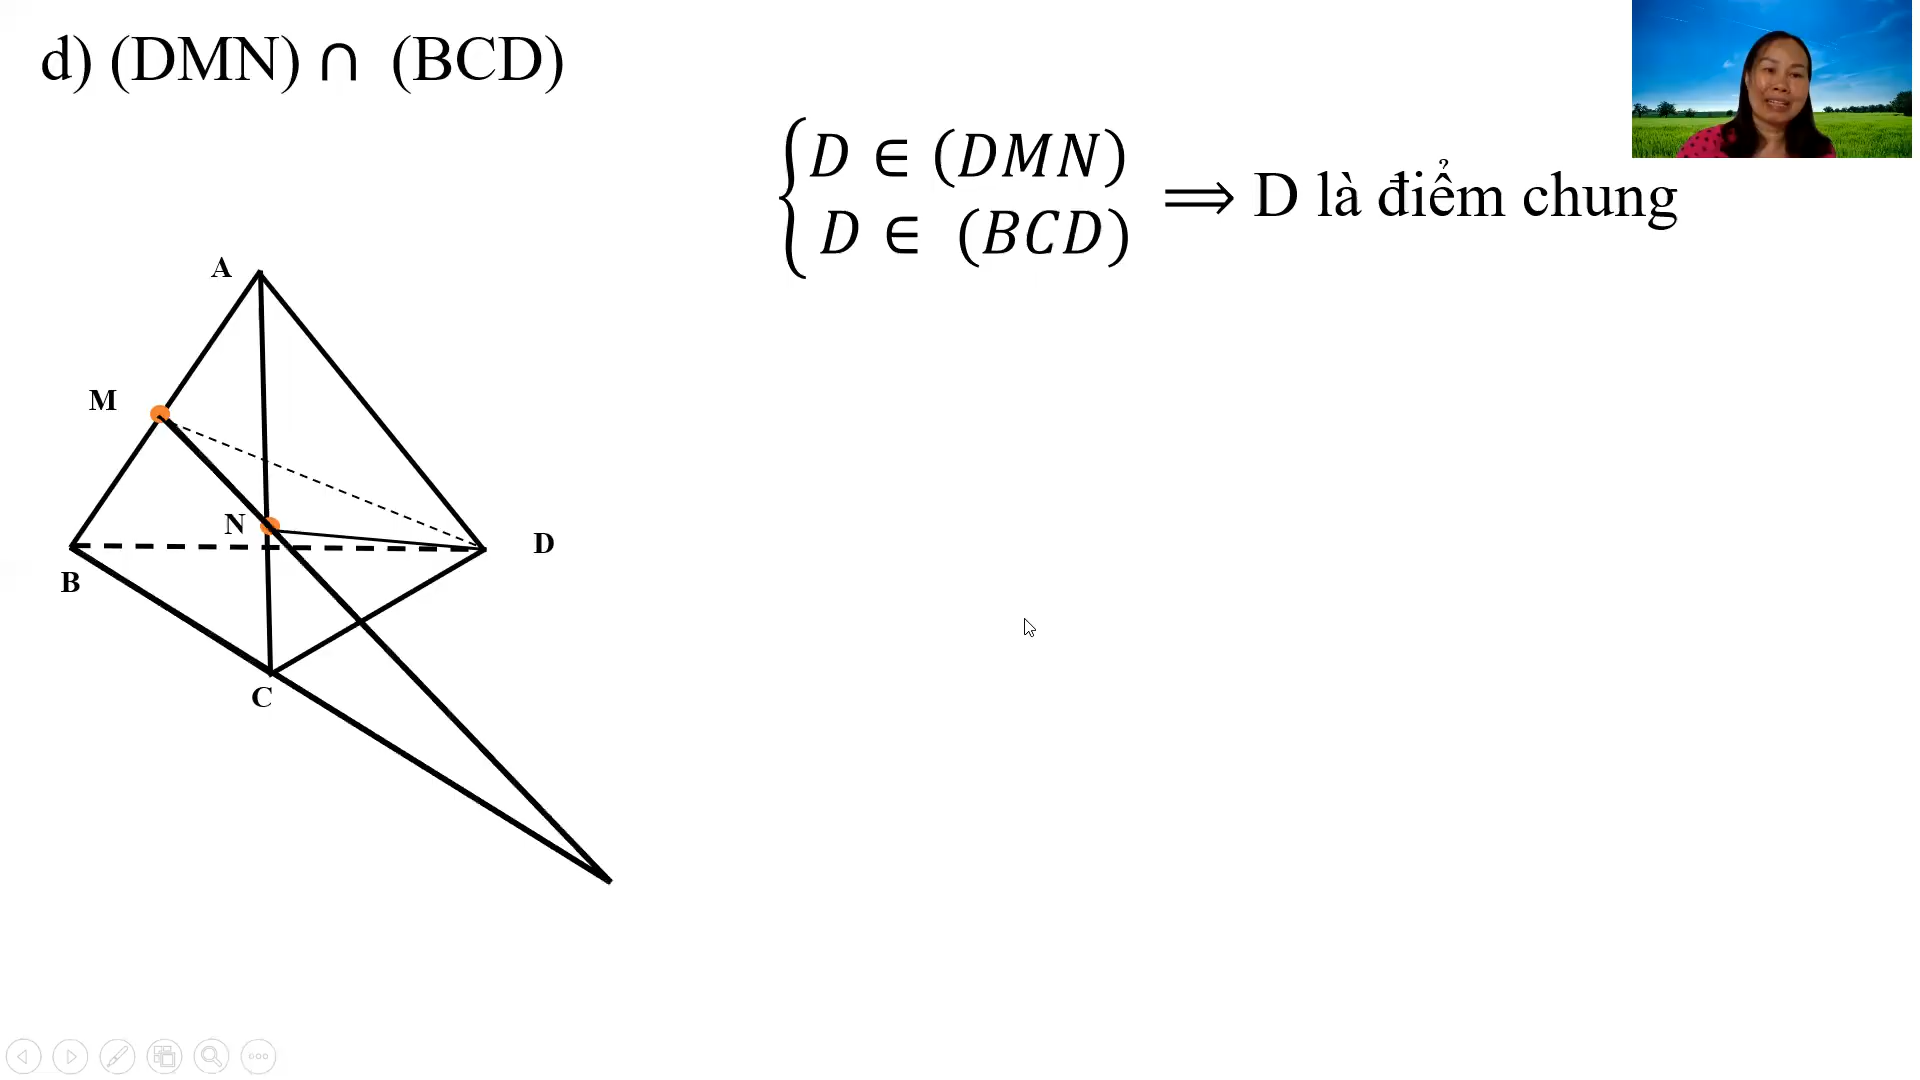 d) (DMN) ∩ (BCD)
D ∈ (DMN)
D ∈ (BCD)
⟹ D là điểm chung
A
M
N
D
B
C